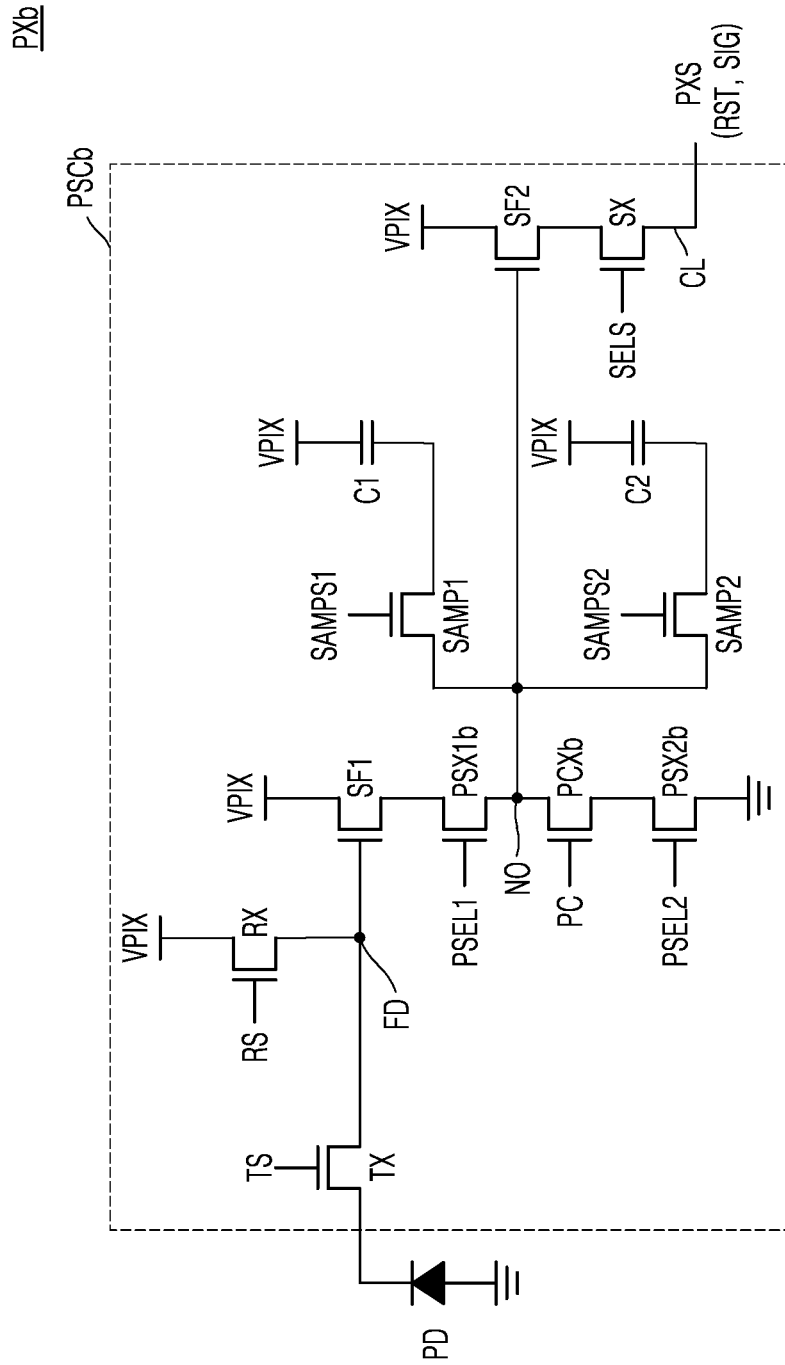 PXb
PSCb
VPIX
RX
RS
FD
TS
TX
PD
VPIX
SF1
PSEL1
PSX1b
NO
PC
PCXb
PSEL2
PSX2b
VPIX
C1
SAMPS1
SAMP1
VPIX
C2
SAMPS2
SAMP2
VPIX
SF2
SX
SELS
CL
PXS
(RST, SIG)